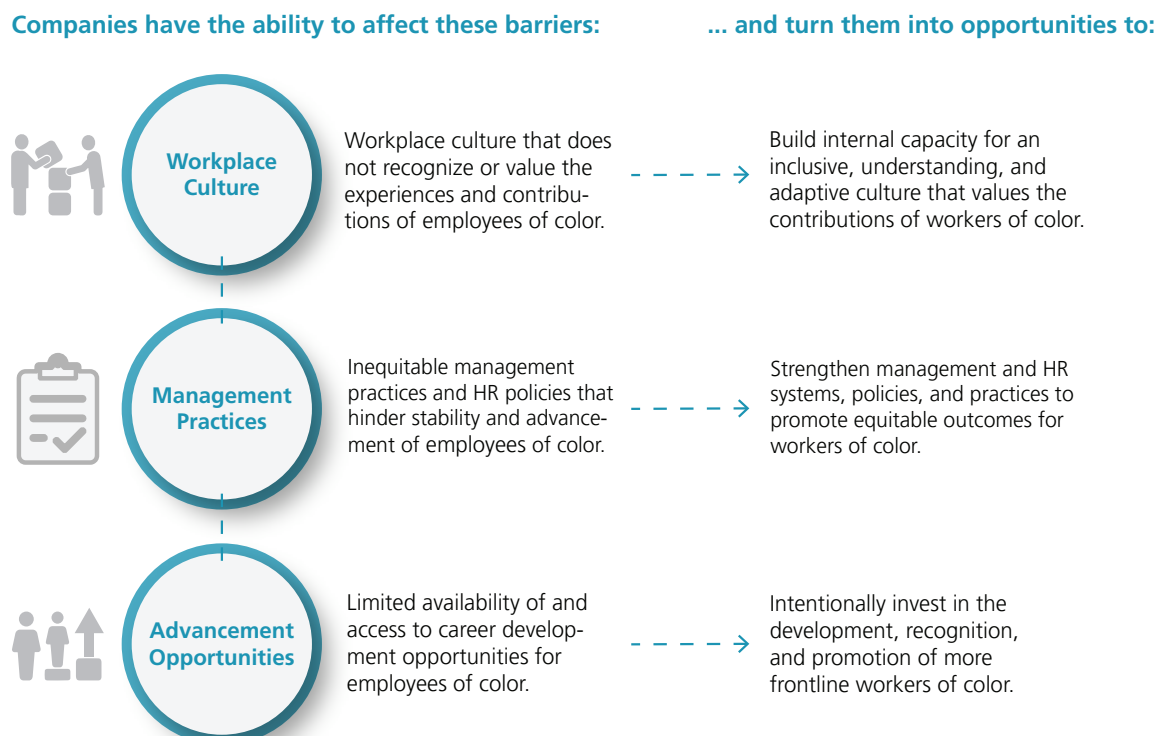 Companies have the ability to affect these barriers:
... and turn them into opportunities to:
Workplace
Culture
Workplace culture that does
not recognize or value the
experiences and contribu-
tions of employees of color.
Build internal capacity for an
inclusive, understanding, and
adaptive culture that values the
contributions of workers of color.
Management
Practices
Inequitable management
practices and HR policies that
hinder stability and advance-
ment of employees of color.
Strengthen management and HR
systems, policies, and practices to
promote equitable outcomes for
workers of color.
Advancement
Opportunities
Limited availability of and
access to career develop-
ment opportunities for
employees of color.
Intentionally invest in the
development, recognition,
and promotion of more
frontline workers of color.